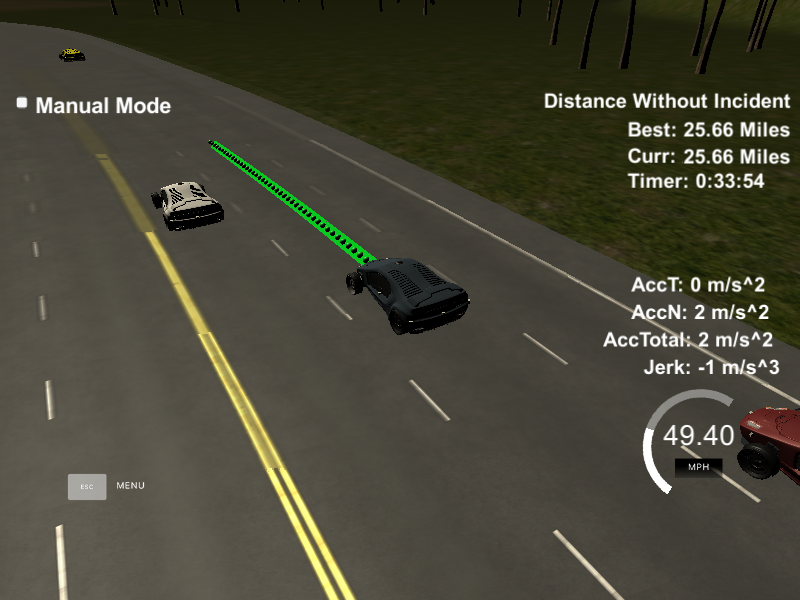 Manual Mode
Distance Without Incident
Best: 25.66 Miles
Curr: 25.66 Miles
Timer: 0:33:54
AccT: 0 m/s^2
AccN: 2 m/s^2
AccTotal: 2 m/s^2
Jerk: -1 m/s^3
49.40
MPH
ESC MENU